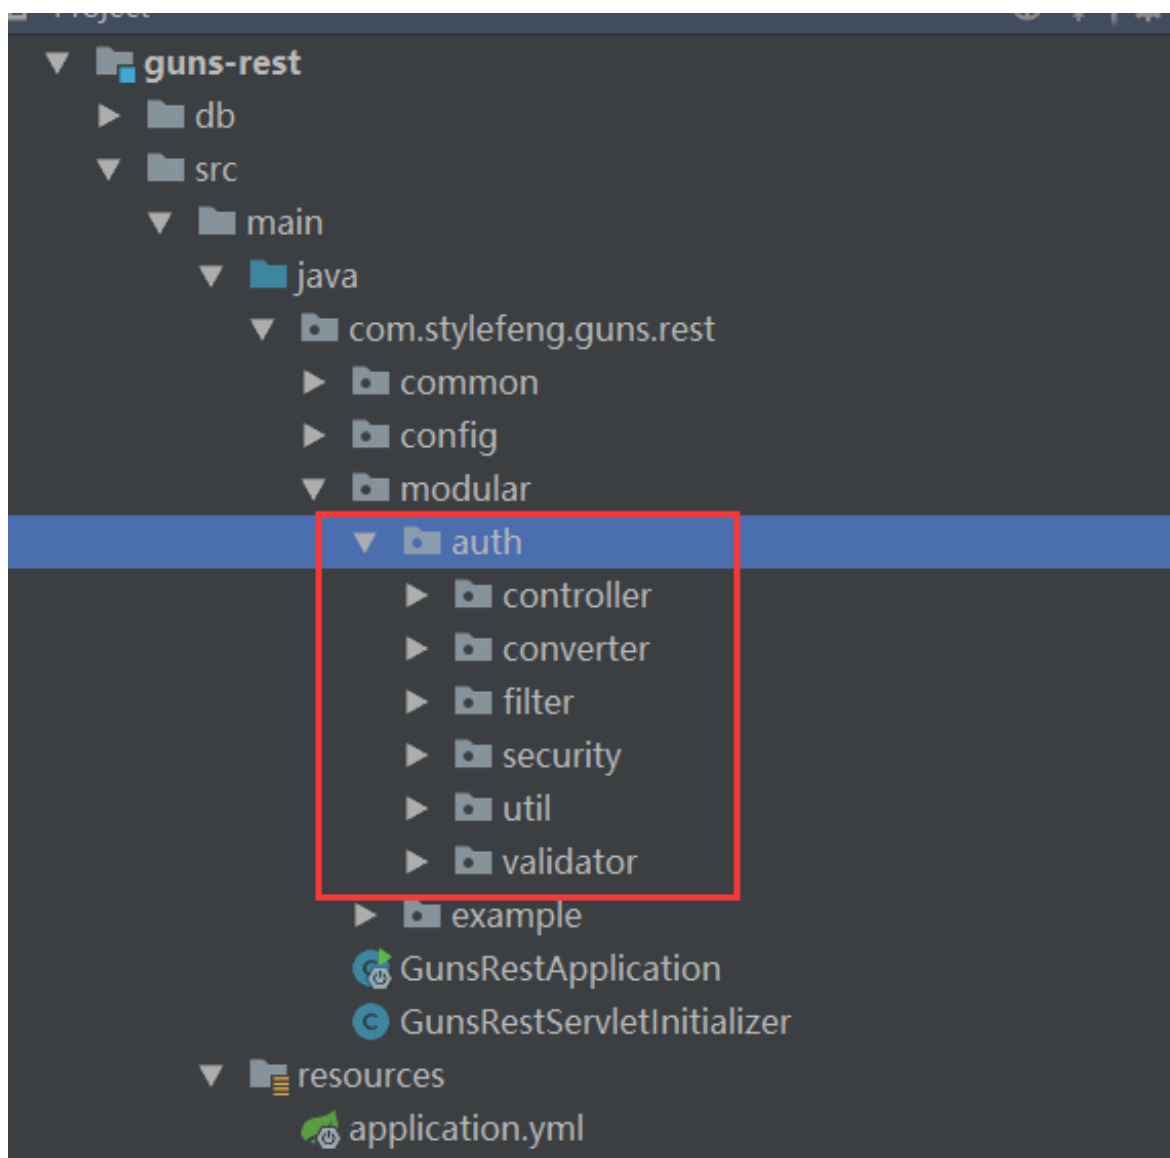 Project
guns-rest
db
src
main
java
com.stylefeng.guns.rest
common
config
modular
auth
controller
converter
filter
security
util
validator
example
GunsRestApplication
GunsRestServletInitializer
resources
application.yml